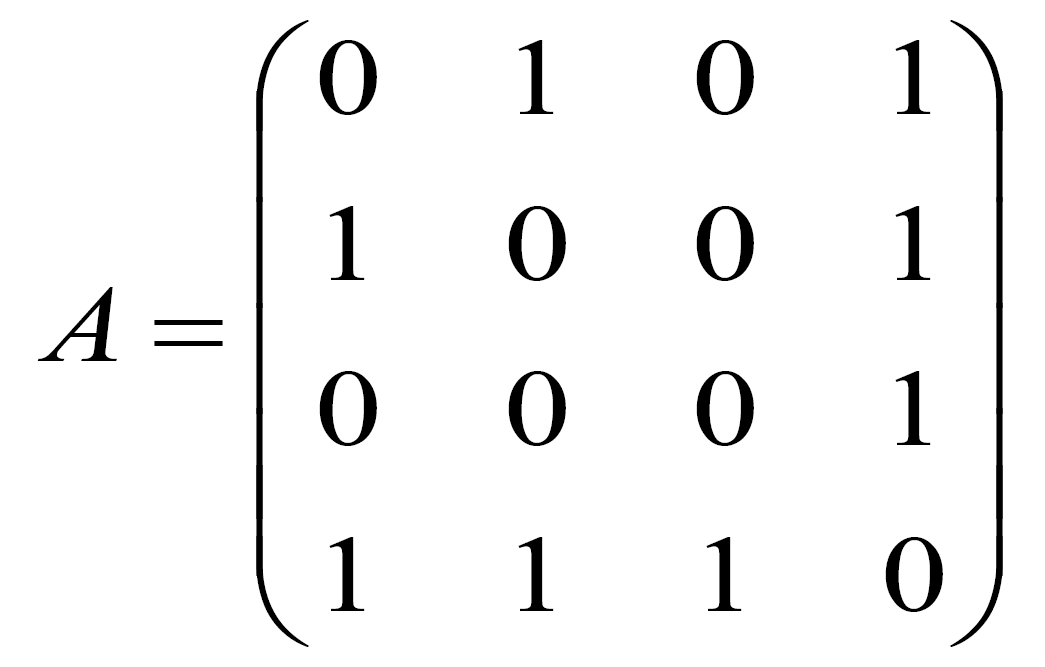 0 1 0 1
1 0 0 1
A =
0 0 0 1
1 1 1 0